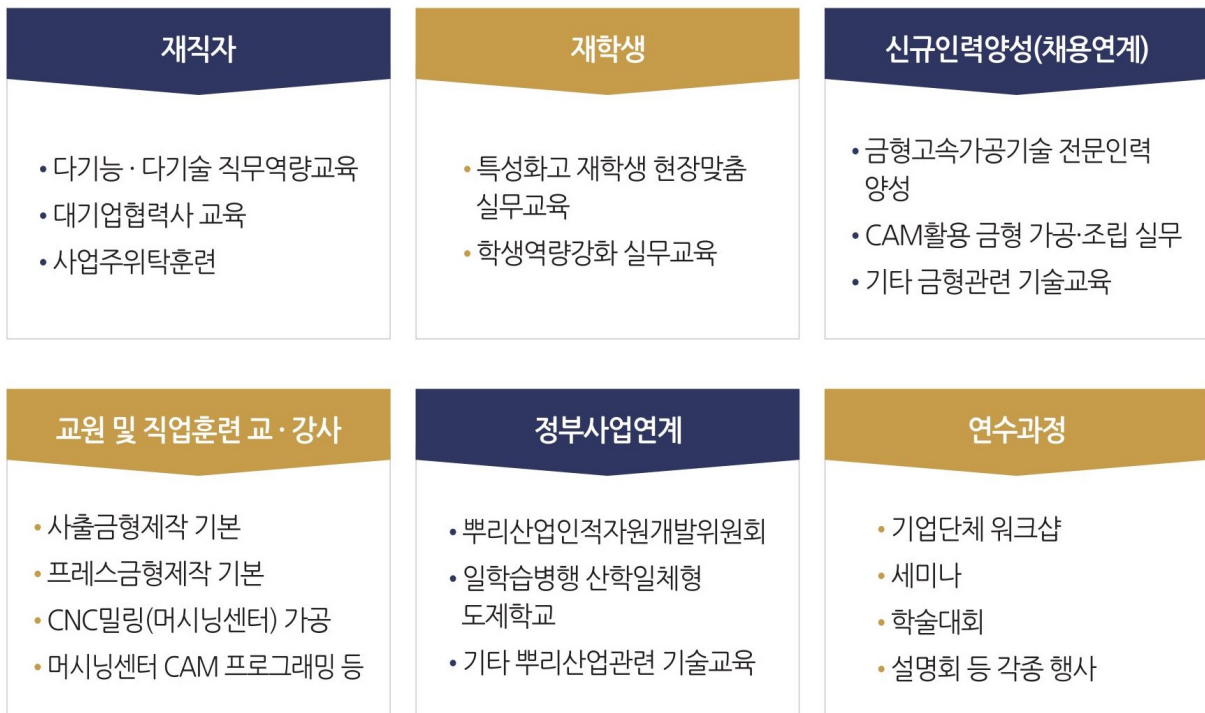 재직자
• 다기능 · 다기술 직무역량교육
• 대기업협력사 교육
• 사업주위탁훈련
재학생
• 특성화고 재학생 현장맞춤
실무교육
• 학생역량강화 실무교육
신규인력양성(채용연계)
• 금형고속가공기술 전문인력
양성
• CAM활용 금형 가공·조립 실무
• 기타 금형관련 기술교육
교원 및 직업훈련 교 · 강사
• 사출금형제작 기본
• 프레스금형제작 기본
• CNC밀링(머시닝센터) 가공
• 머시닝센터 CAM 프로그래밍 등
정부사업연계
• 뿌리산업인적자원개발위원회
• 일학습병행 산학일체형
도제학교
• 기타 뿌리산업관련 기술교육
연수과정
• 기업단체 워크샵
• 세미나
• 학술대회
• 설명회 등 각종 행사